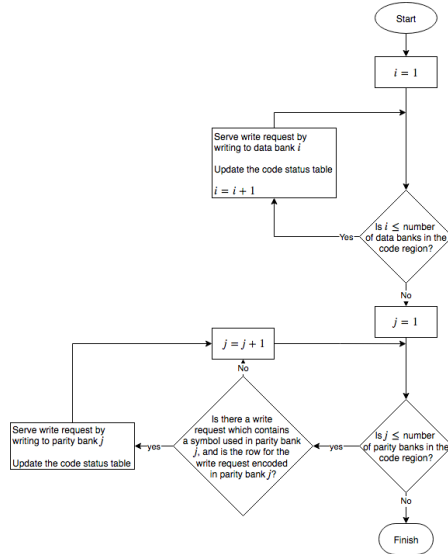 Start
i = 1
Serve write request by
writing to data bank i
Update the code status table
i = i + 1
Is i ≤ number
of data banks in the
code region?
Yes
No
j = 1
j = j + 1
No
Is there a write
request which contains
a symbol used in parity bank
j, and is the row for the
write request encoded
in parity bank j?
yes
Serve write request by
writing to parity bank j
Update the code status table
Is j ≤ number
of parity banks in the
code region?
yes
No
Finish